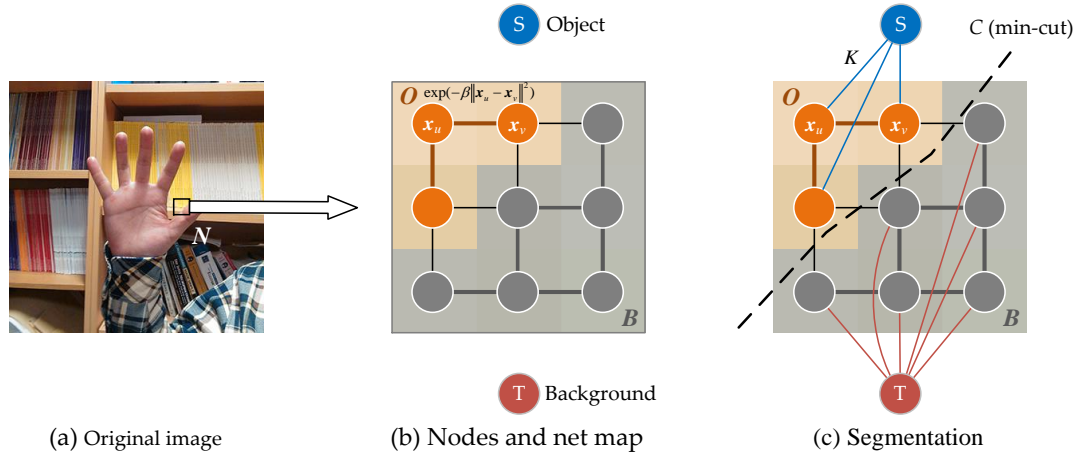 S Object
S
C (min-cut)
K
O exp(−β‖x_u − x_v‖²)
x_u x_v
O
x_u x_v
N
B
B
T Background
T
(a) Original image
(b) Nodes and net map
(c) Segmentation